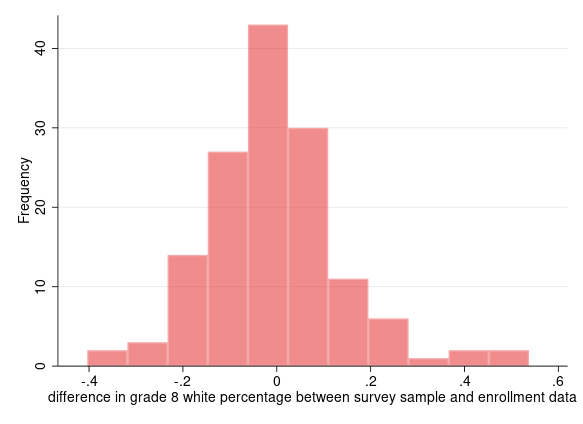 Frequency
40
30
20
10
0
-.4 -.2 0 .2 .4 .6
difference in grade 8 white percentage between survey sample and enrollment data